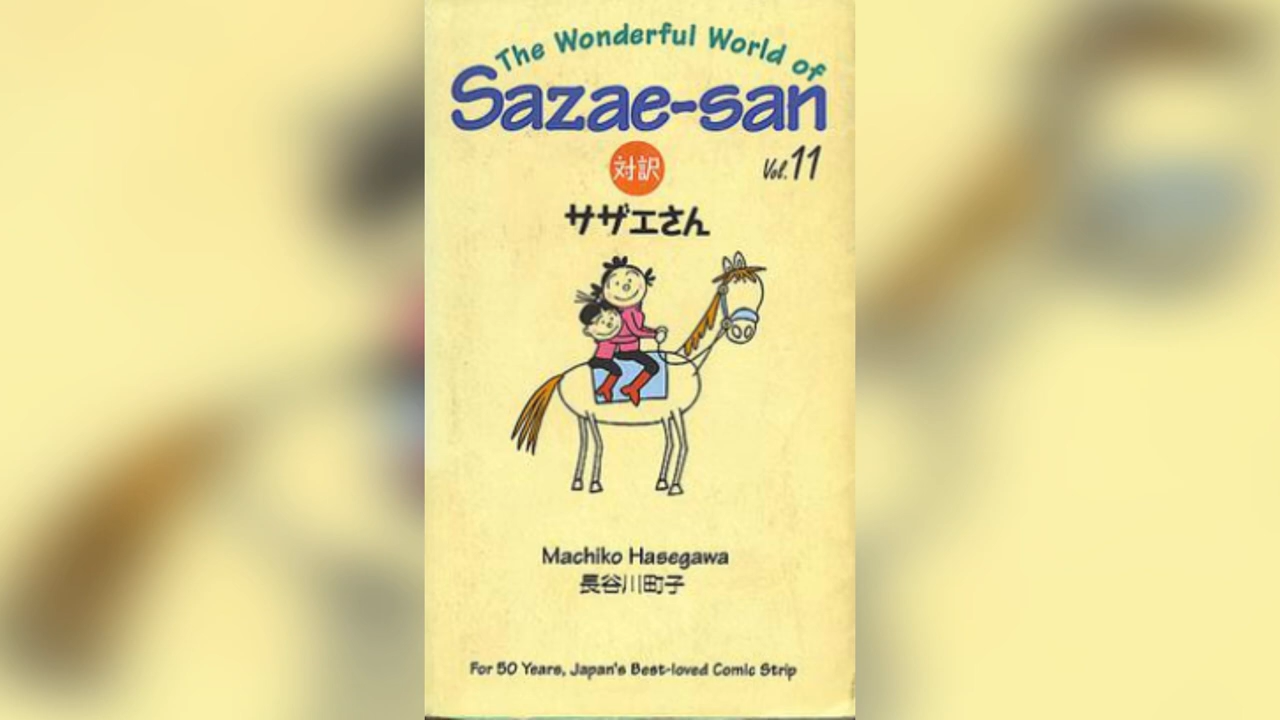 The Wonderful World of
Sazae-san
対訳
Vol.11
サザエさん
Machiko Hasegawa
長谷川町子
For 50 Years, Japan's Best-loved Comic Strip